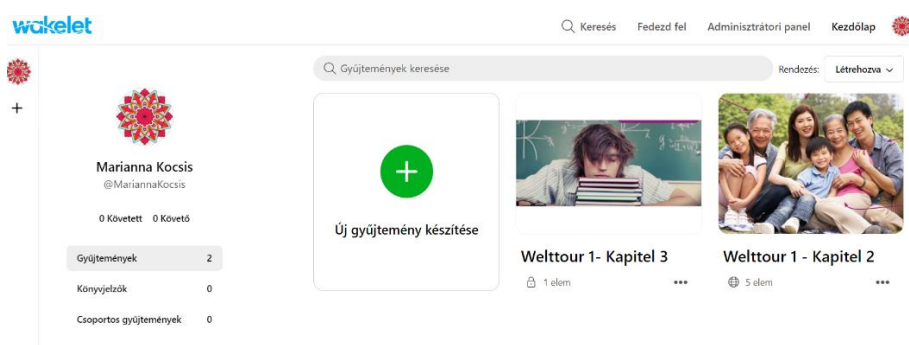 wakelet
Keresés Fedezd fel Adminisztrátori panel Kezdőlap
Gyűjtemények keresése
Rendezés: Létrehozva
Marianna Kocsis
@MariannaKocsis
0 Követett 0 Követő
Gyűjtemények 2
Könyvjelzők 0
Csoportos gyűjtemények 0
Új gyűjtemény készítése
Welttour 1- Kapitel 3
1 elem
Welttour 1 - Kapitel 2
5 elem